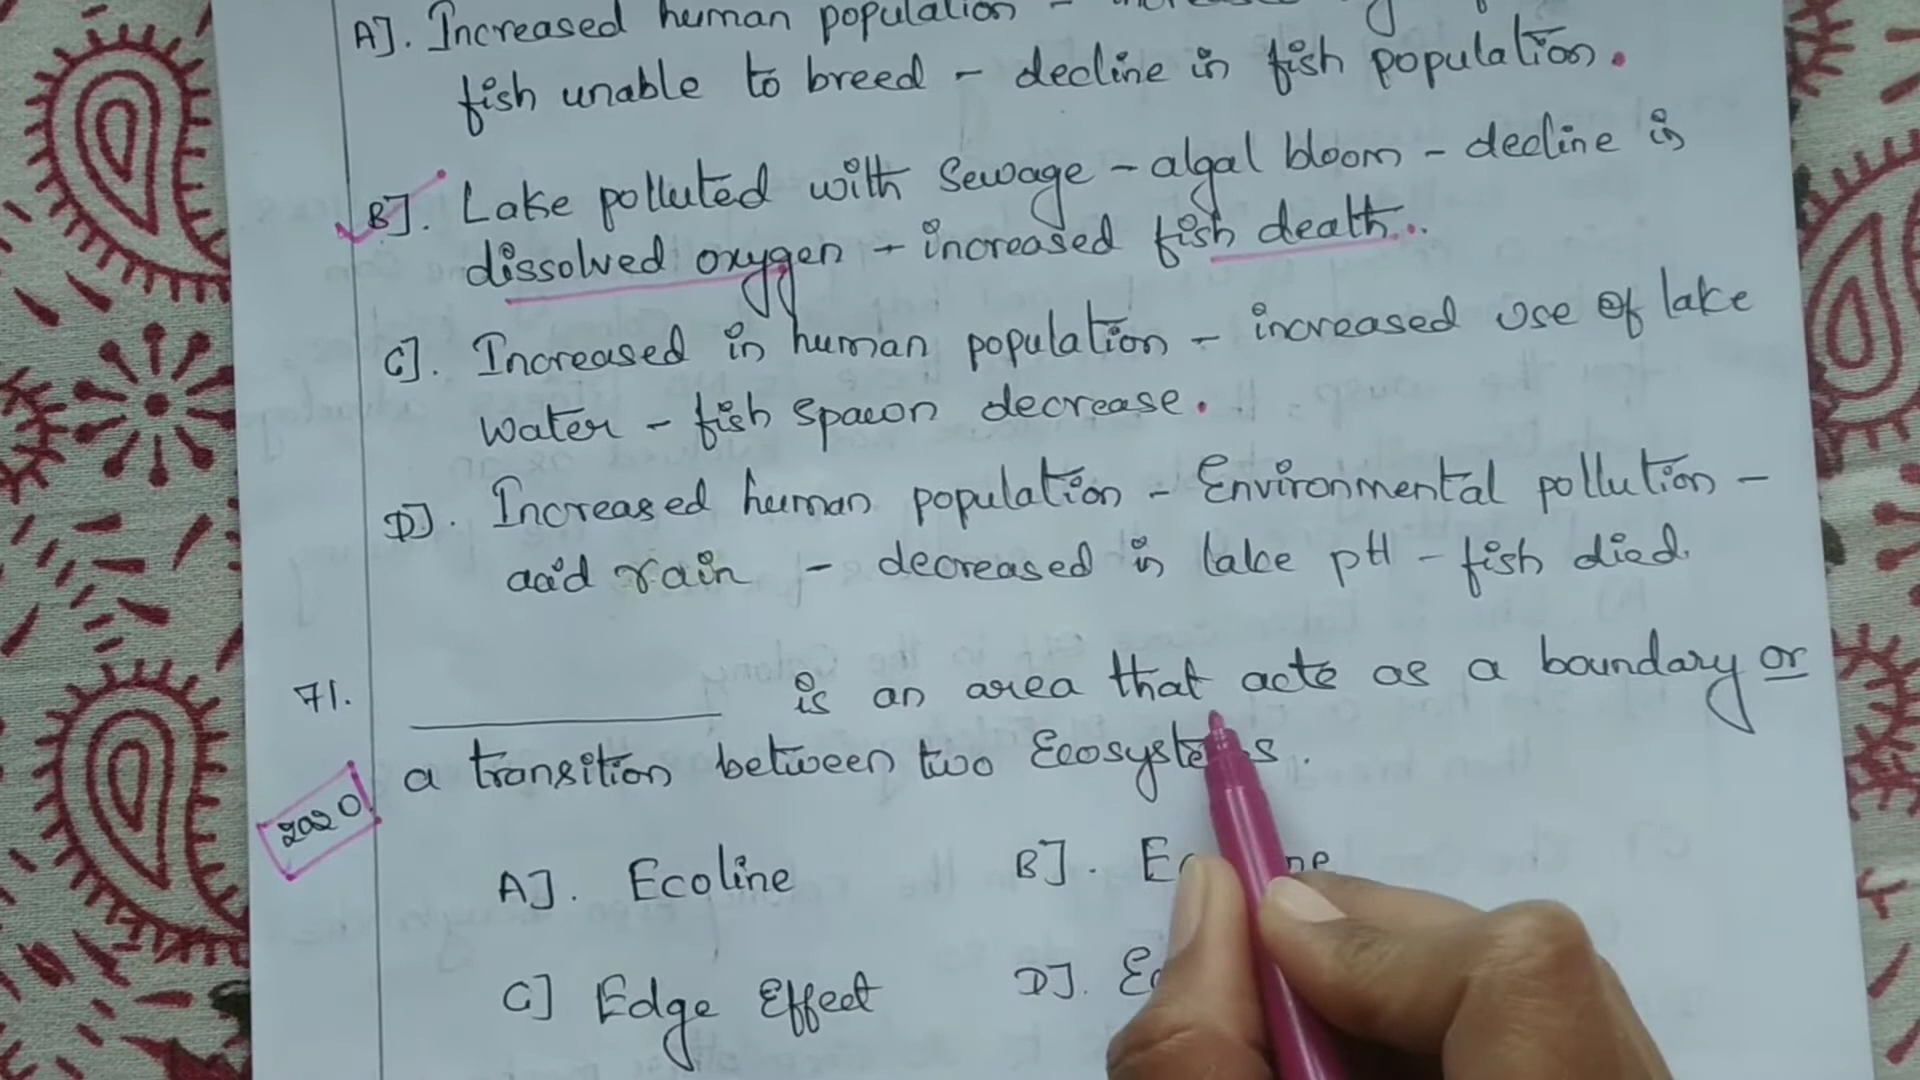 A]. Increased human population -
fish unable to breed - decline in fish population.
B]. Lake polluted with Sewage - algal bloom - decline in
dissolved oxygen - increased fish death..
C]. Increased in human population - increased use of lake
water - fish spawn decrease.
D]. Increased human population - Environmental pollution -
acid rain - decreased in lake pH - fish died.
71. ________ is an area that acts as a boundary or
a transition between two Ecosystems.
2020
A]. Ecoline B].
C] Edge Effect D].